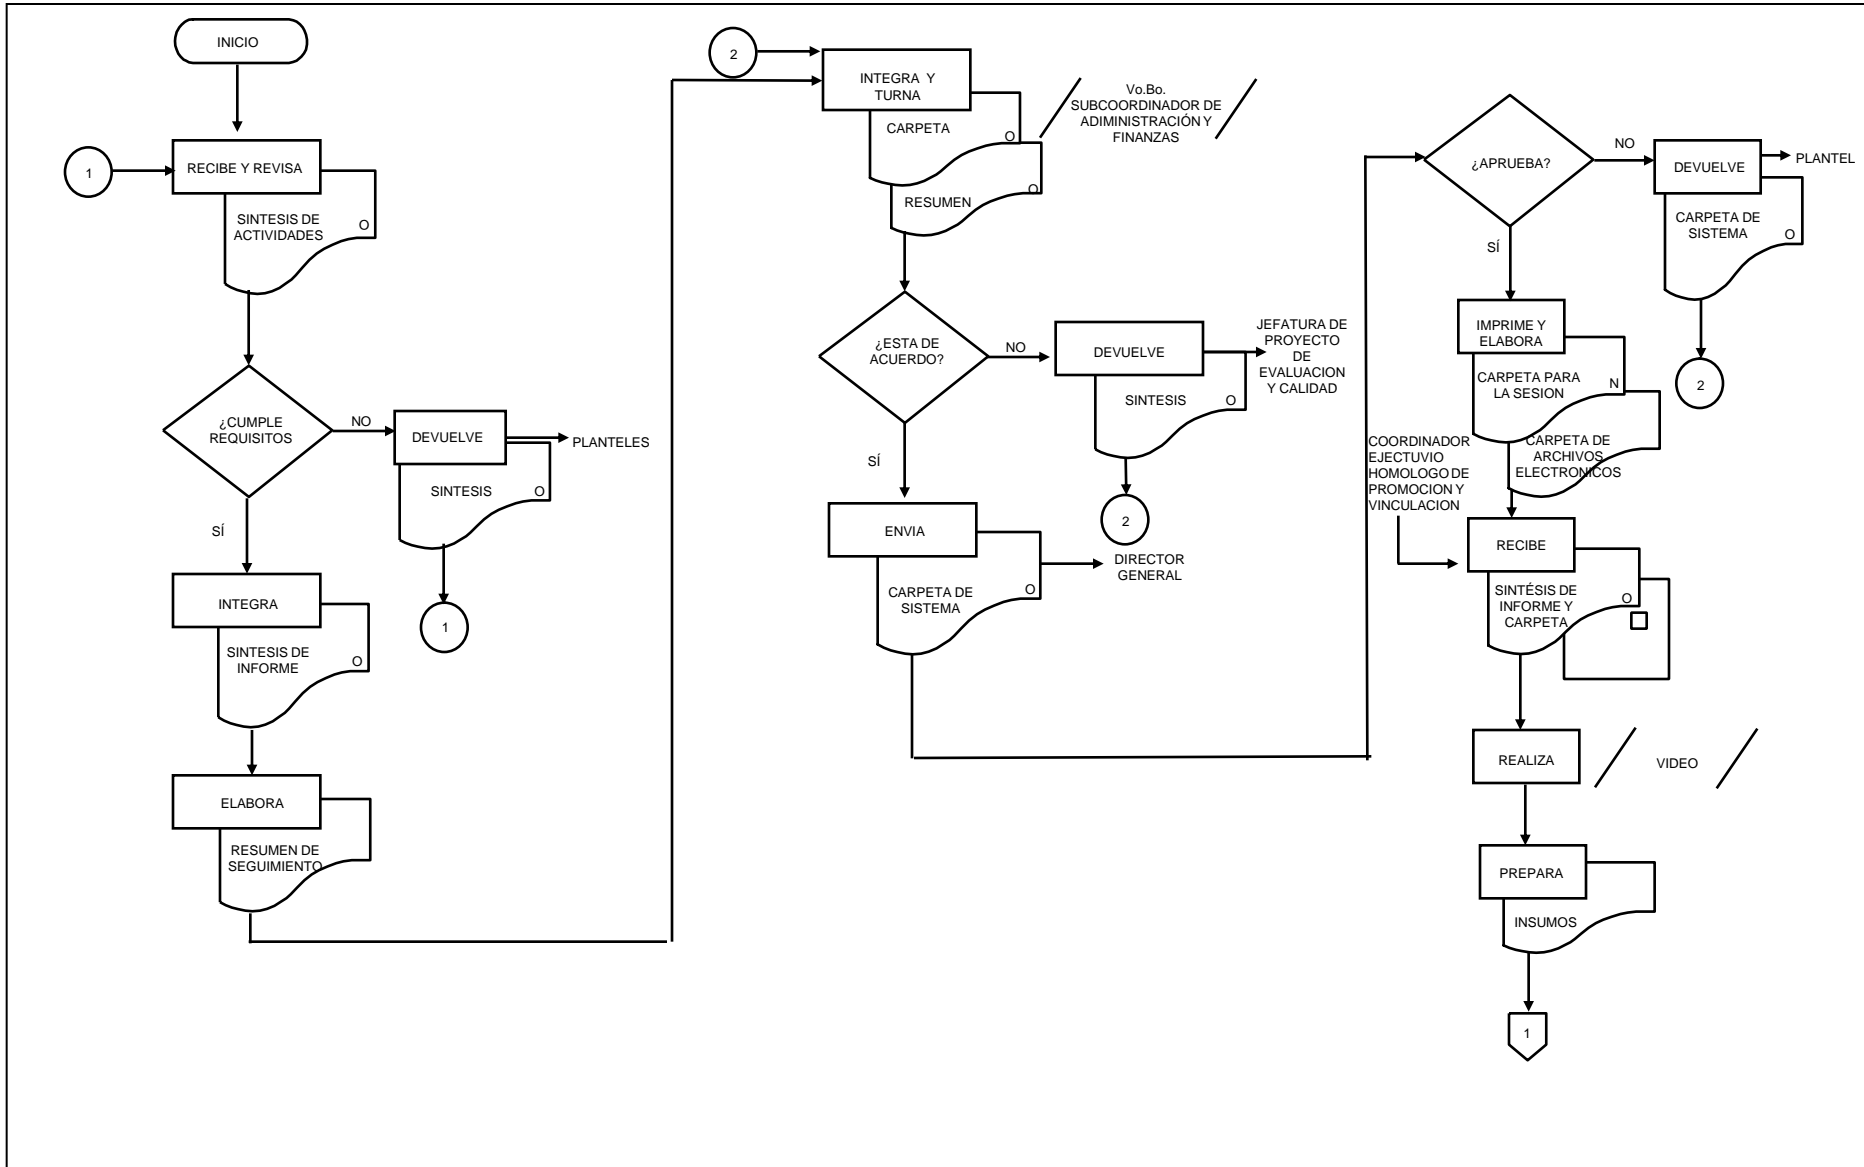 INICIO
1
RECIBE Y REVISA
O
SINTESIS DE
ACTIVIDADES
¿CUMPLE
REQUISITOS
NO
DEVUELVE
PLANTELES
SINTESIS
O
1
SÍ
INTEGRA
SINTESIS DE
INFORME
O
ELABORA
RESUMEN DE
SEGUIMIENTO
2
INTEGRA Y
TURNA
CARPETA
O
RESUMEN
O
Vo.Bo.
SUBCOORDINADOR DE
ADIMINISTRACIÓN Y
FINANZAS
¿ESTA DE
ACUERDO?
NO
DEVUELVE
JEFATURA DE
PROYECTO
DE
EVALUACION
Y CALIDAD
SINTESIS
O
2
SÍ
ENVIA
CARPETA DE
SISTEMA
O
DIRECTOR
GENERAL
¿APRUEBA?
NO
DEVUELVE
PLANTEL
CARPETA DE
SISTEMA
O
2
SÍ
IMPRIME Y
ELABORA
CARPETA PARA
LA SESION
N
CARPETA DE
ARCHIVOS
ELECTRONICOS
COORDINADOR
EJECTUVIO
HOMOLOGO DE
PROMOCION Y
VINCULACION
RECIBE
SINTÉSIS DE
INFORME Y
CARPETA
O
REALIZA
VIDEO
PREPARA
INSUMOS
1